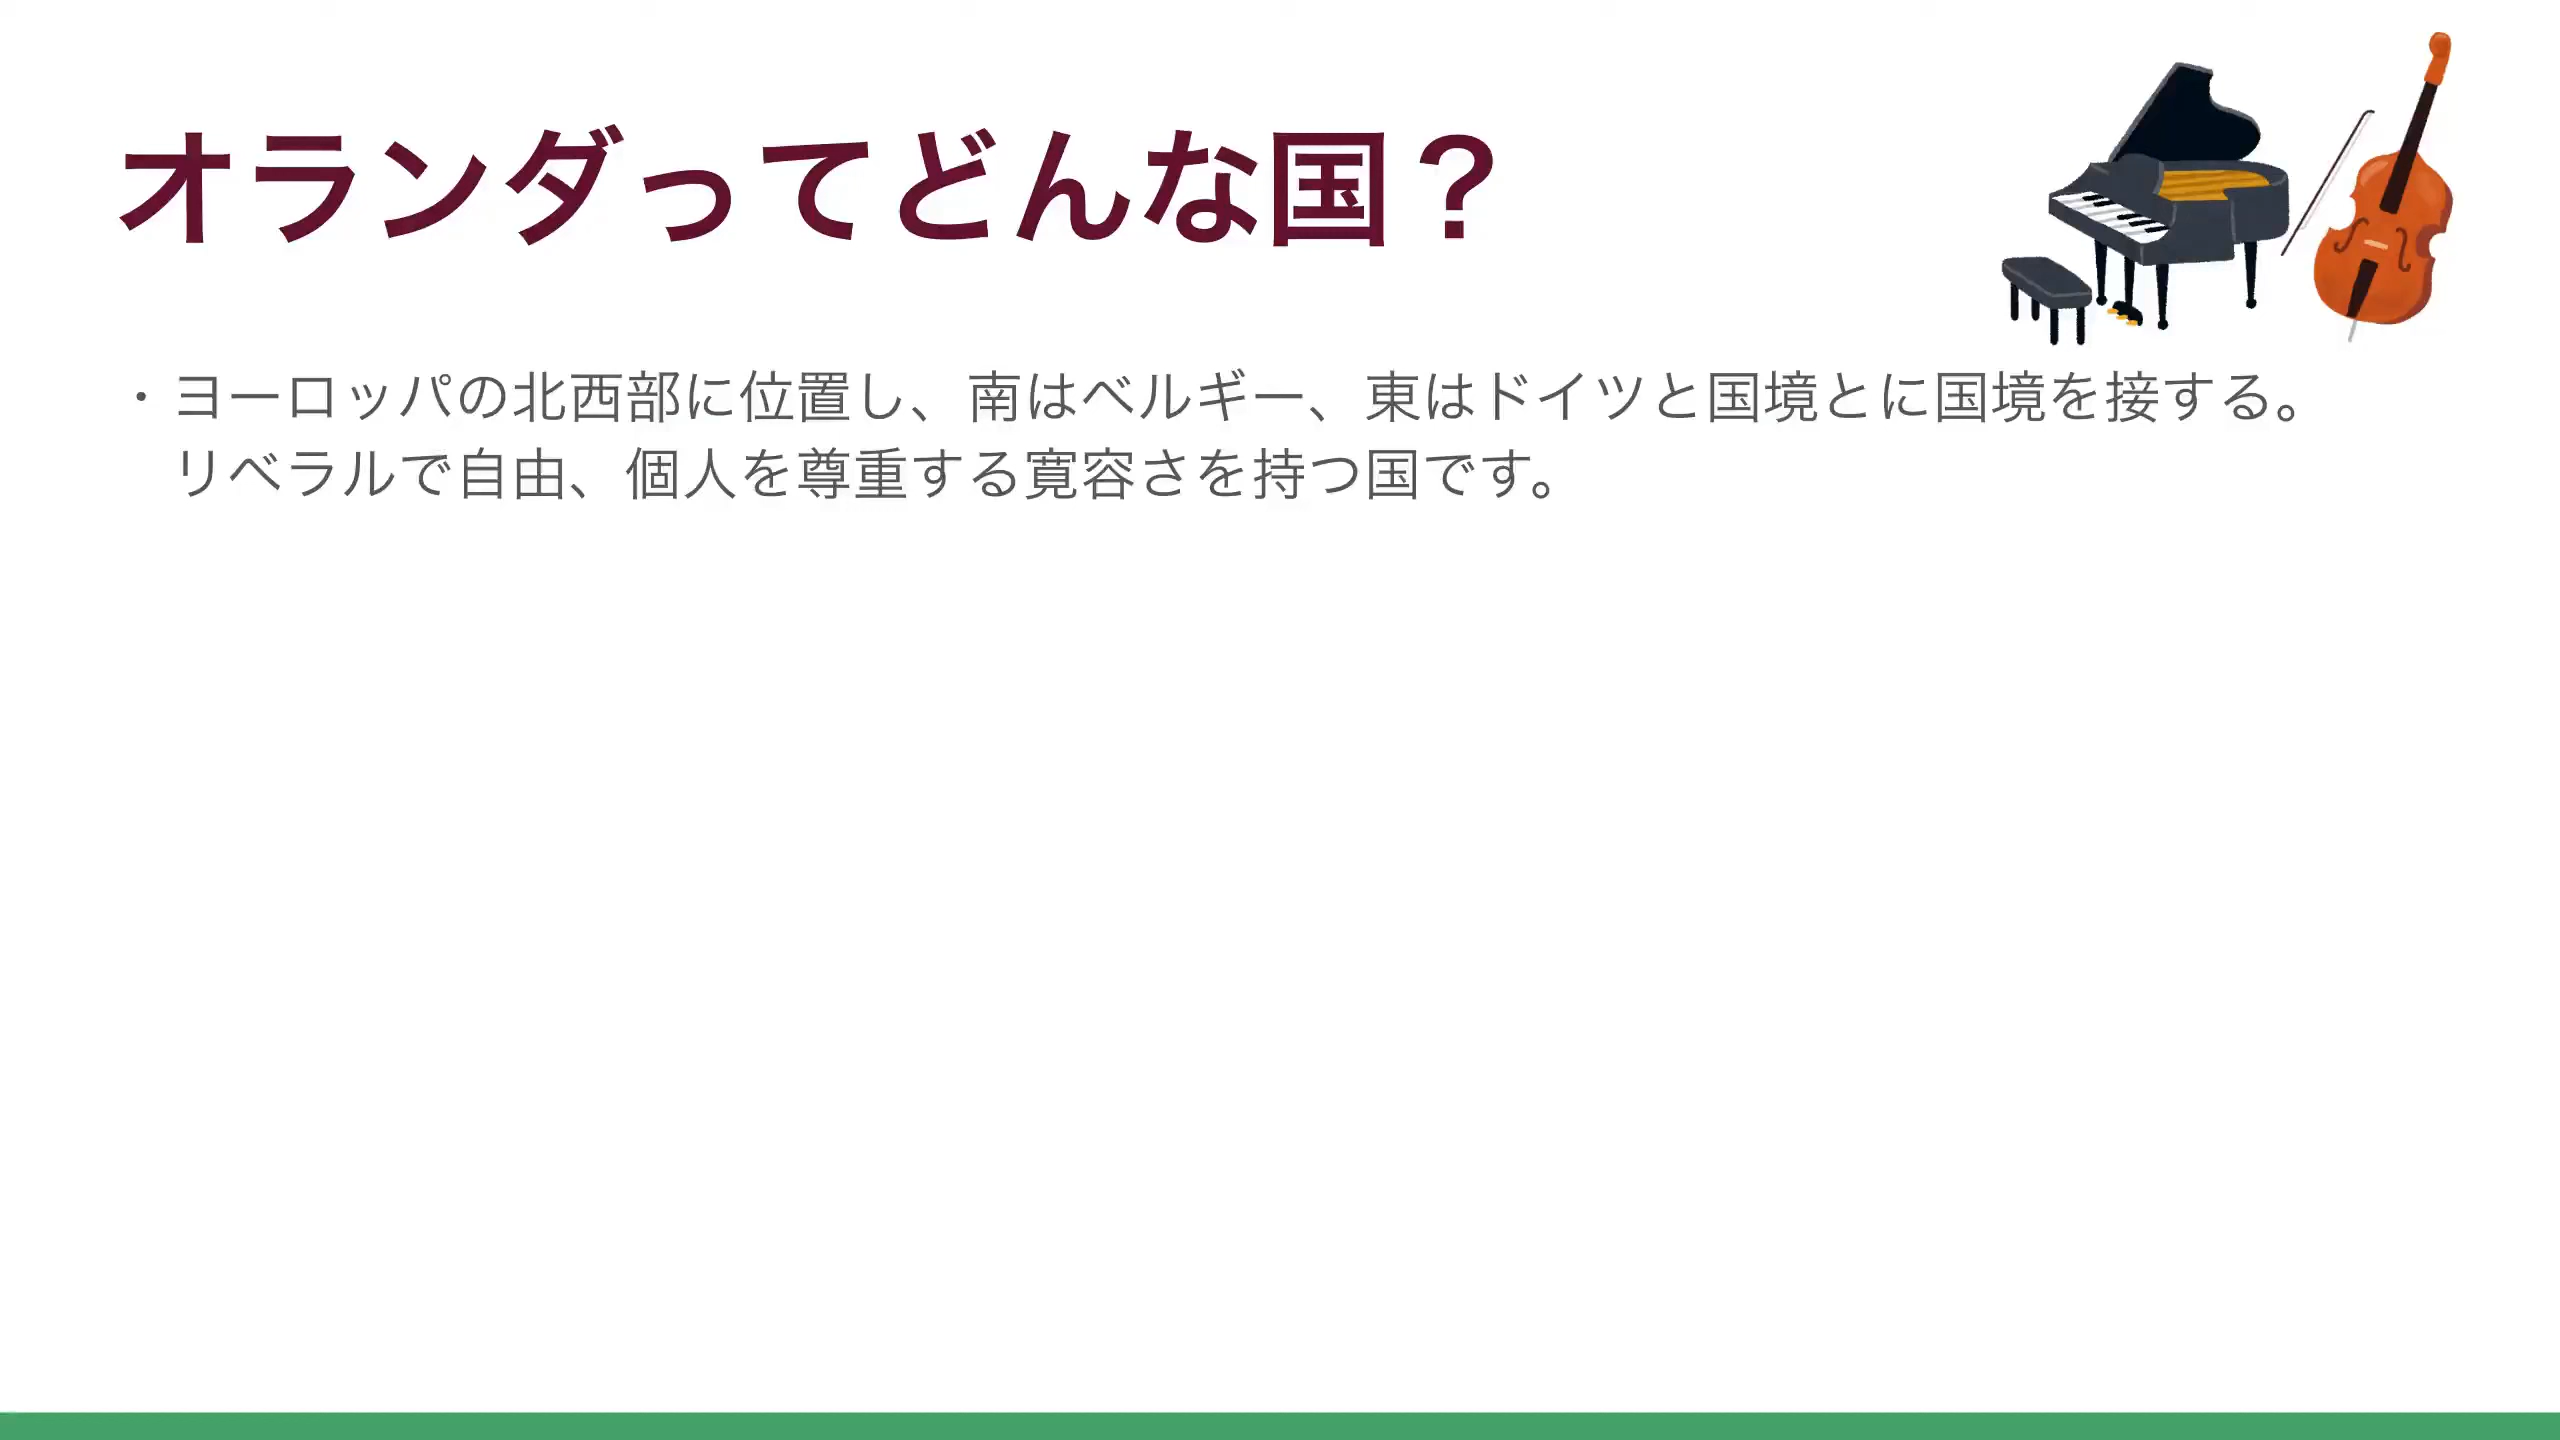 オランダってどんな国？
・ヨーロッパの北西部に位置し、南はベルギー、東はドイツと国境とに国境を接する。
リベラルで自由、個人を尊重する寛容さを持つ国です。